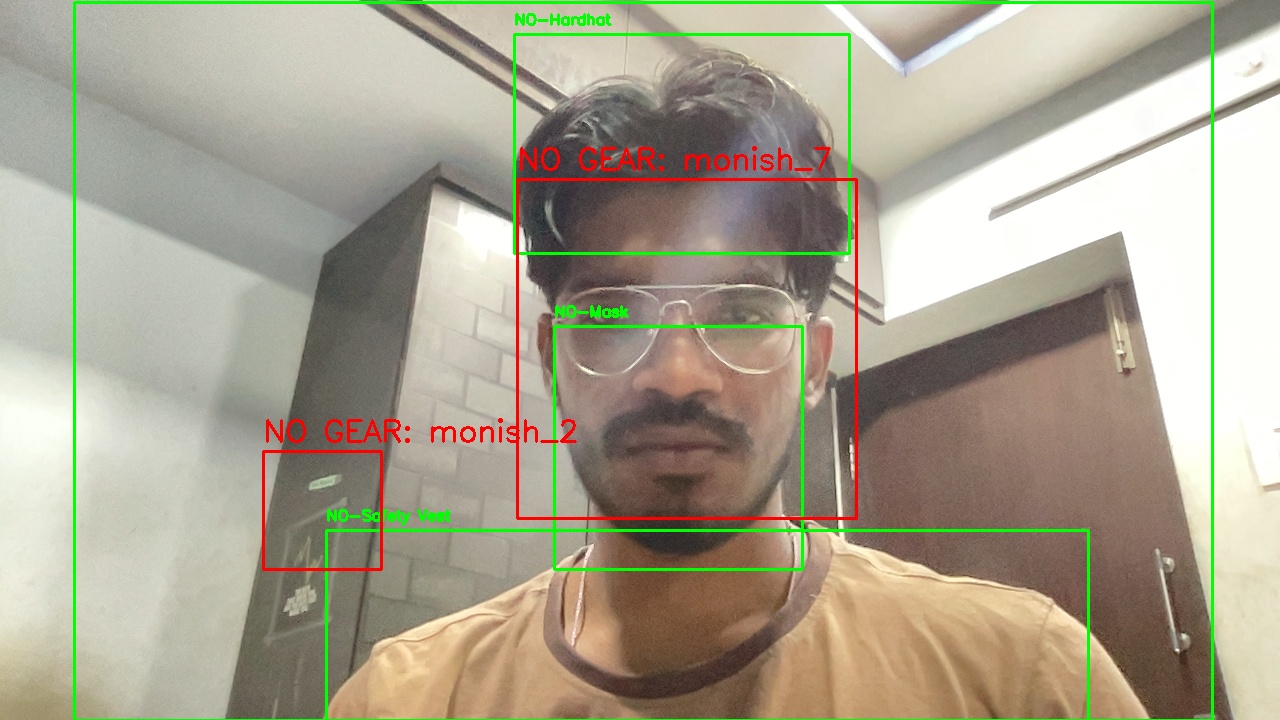 NO-Hardhat
NO GEAR: monish_7
NO-Mask
NO GEAR: monish_2
NO-Safety Vest